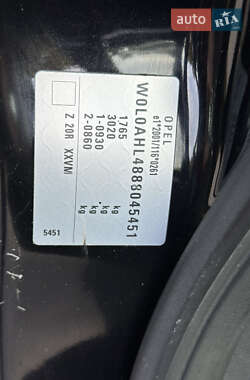 AUTO.RIA
OPEL
e1*2001/116*0261
W0L0AHL4888045451
1765 kg
3020 kg
1-0930 kg
2-0860 kg
Z 20R XXVMI
5451